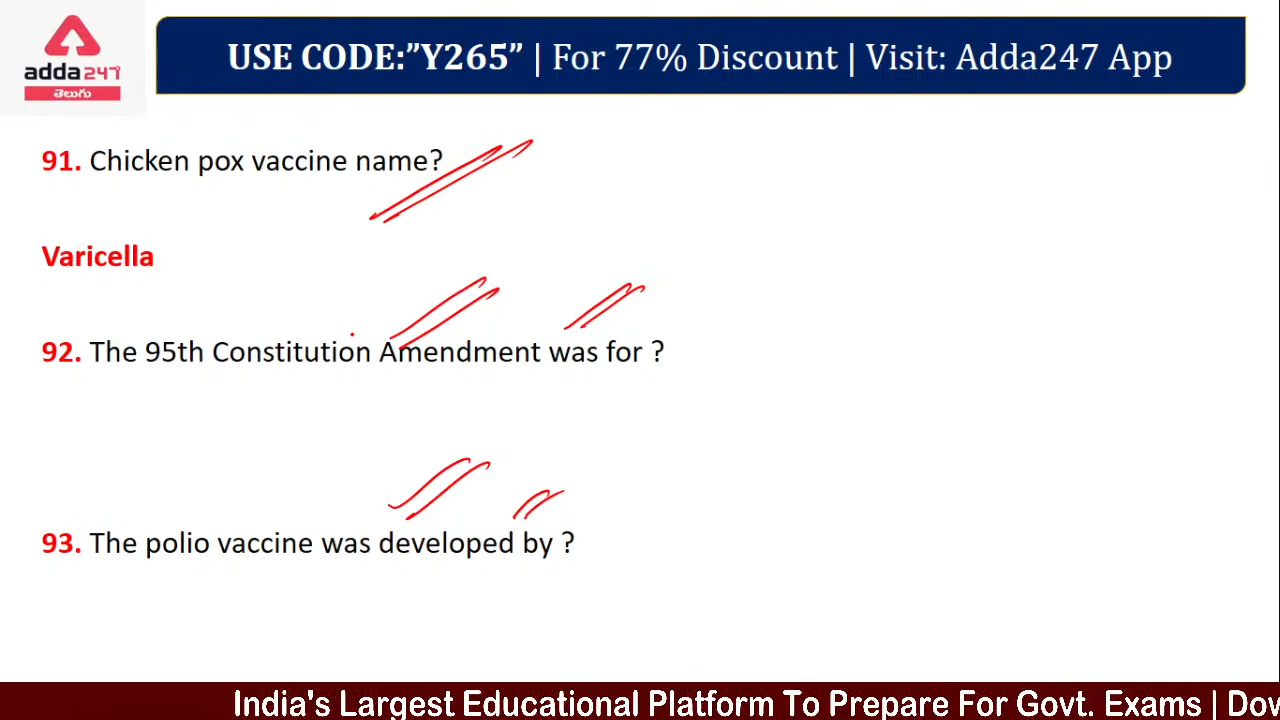 adda247
తెలుగు
USE CODE:”Y265” | For 77% Discount | Visit: Adda247 App
91. Chicken pox vaccine name?
Varicella
92. The 95th Constitution Amendment was for ?
93. The polio vaccine was developed by ?
India's Largest Educational Platform To Prepare For Govt. Exams | Dow